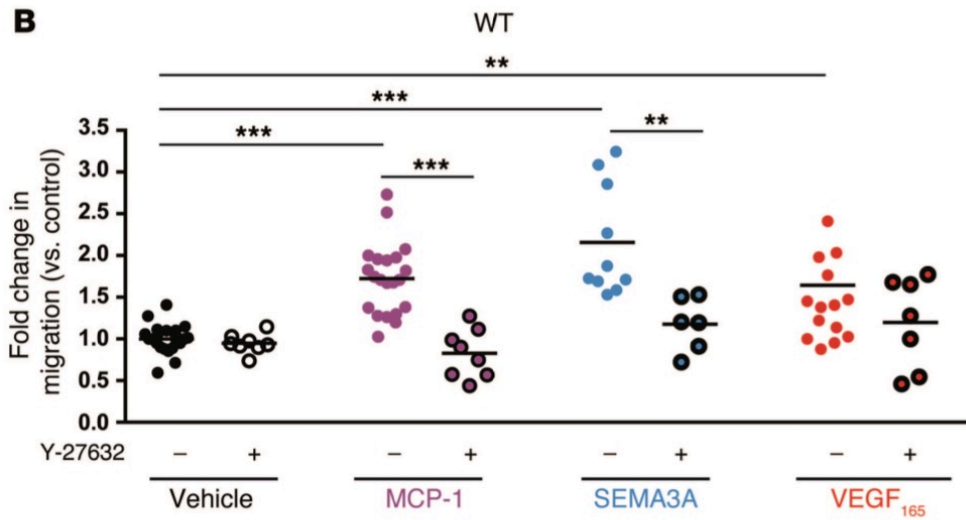 B
WT
**
***
***
**
***
Fold change in
migration (vs. control)
3.5
3.0
2.5
2.0
1.5
1.0
0.5
0.0
Y-27632 – + – + – + – +
Vehicle MCP-1 SEMA3A VEGF165